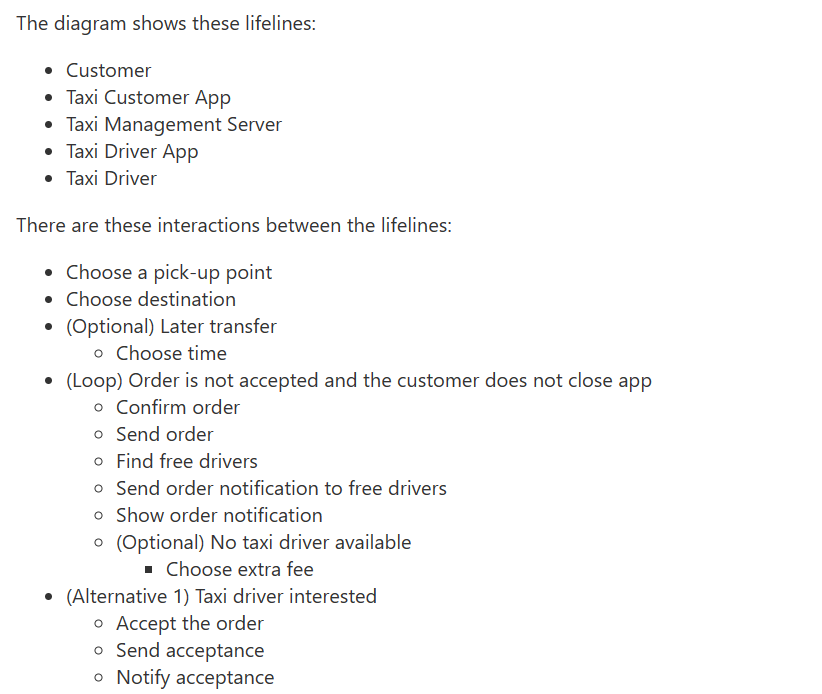 The diagram shows these lifelines:
Customer
Taxi Customer App
Taxi Management Server
Taxi Driver App
Taxi Driver
There are these interactions between the lifelines:
Choose a pick-up point
Choose destination
(Optional) Later transfer
Choose time
(Loop) Order is not accepted and the customer does not close app
Confirm order
Send order
Find free drivers
Send order notification to free drivers
Show order notification
(Optional) No taxi driver available
Choose extra fee
(Alternative 1) Taxi driver interested
Accept the order
Send acceptance
Notify acceptance